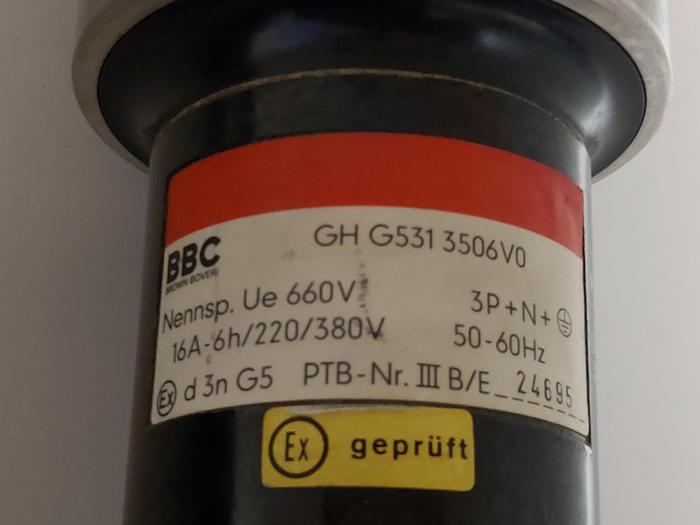 GH G531 3506V0
BBC
BROWN BOVERI
Nennsp. Ue 660V
3P+N+⏚
16A-6h/220/380V
50-60Hz
Ex d 3n G5 PTB-Nr. III B/E 24695
Ex geprüft